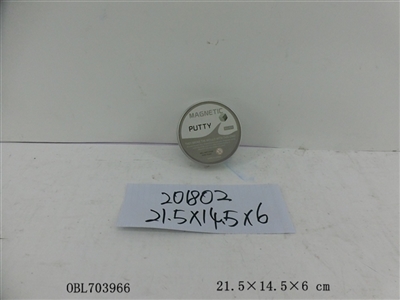 MAGNETIC
PUTTY
201802
21.5X14.5X6
OBL703966
21.5×14.5×6 cm